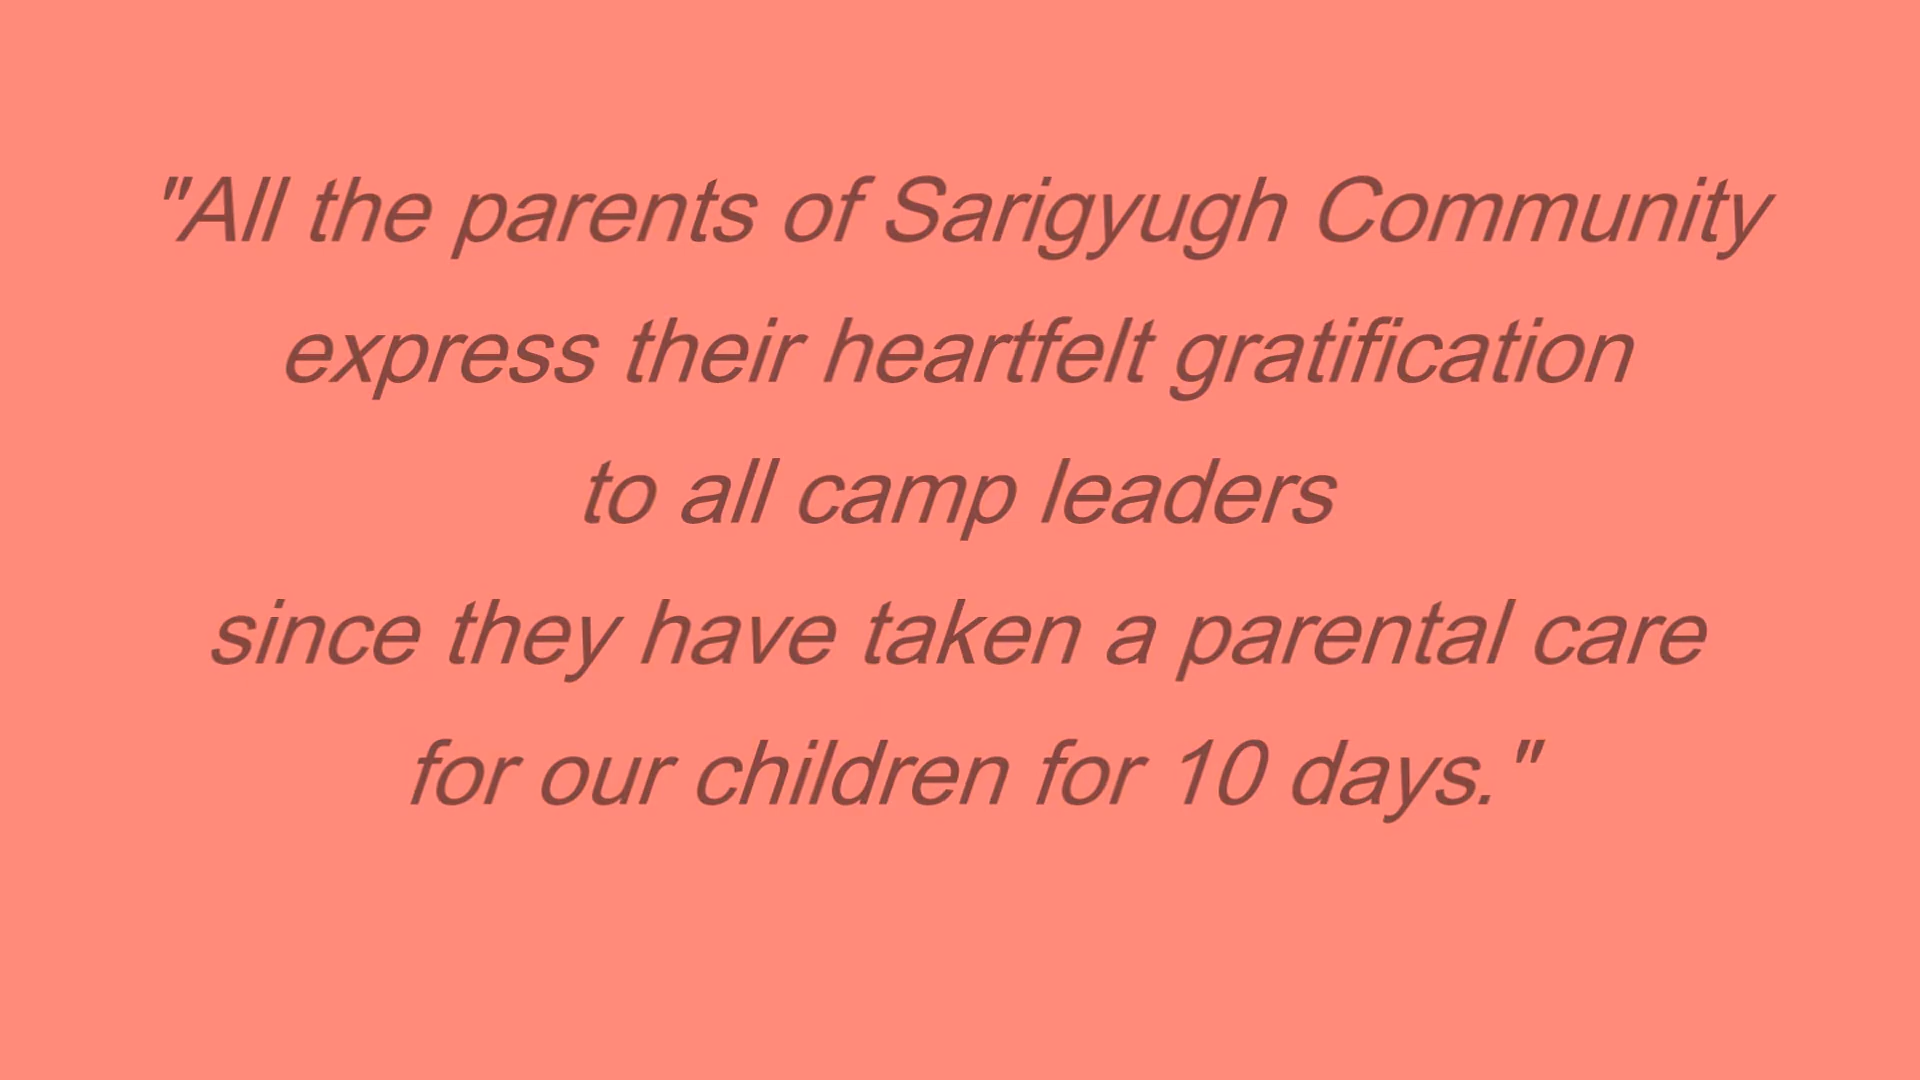 "All the parents of Sarigyugh Community
express their heartfelt gratification
to all camp leaders
since they have taken a parental care
for our children for 10 days."